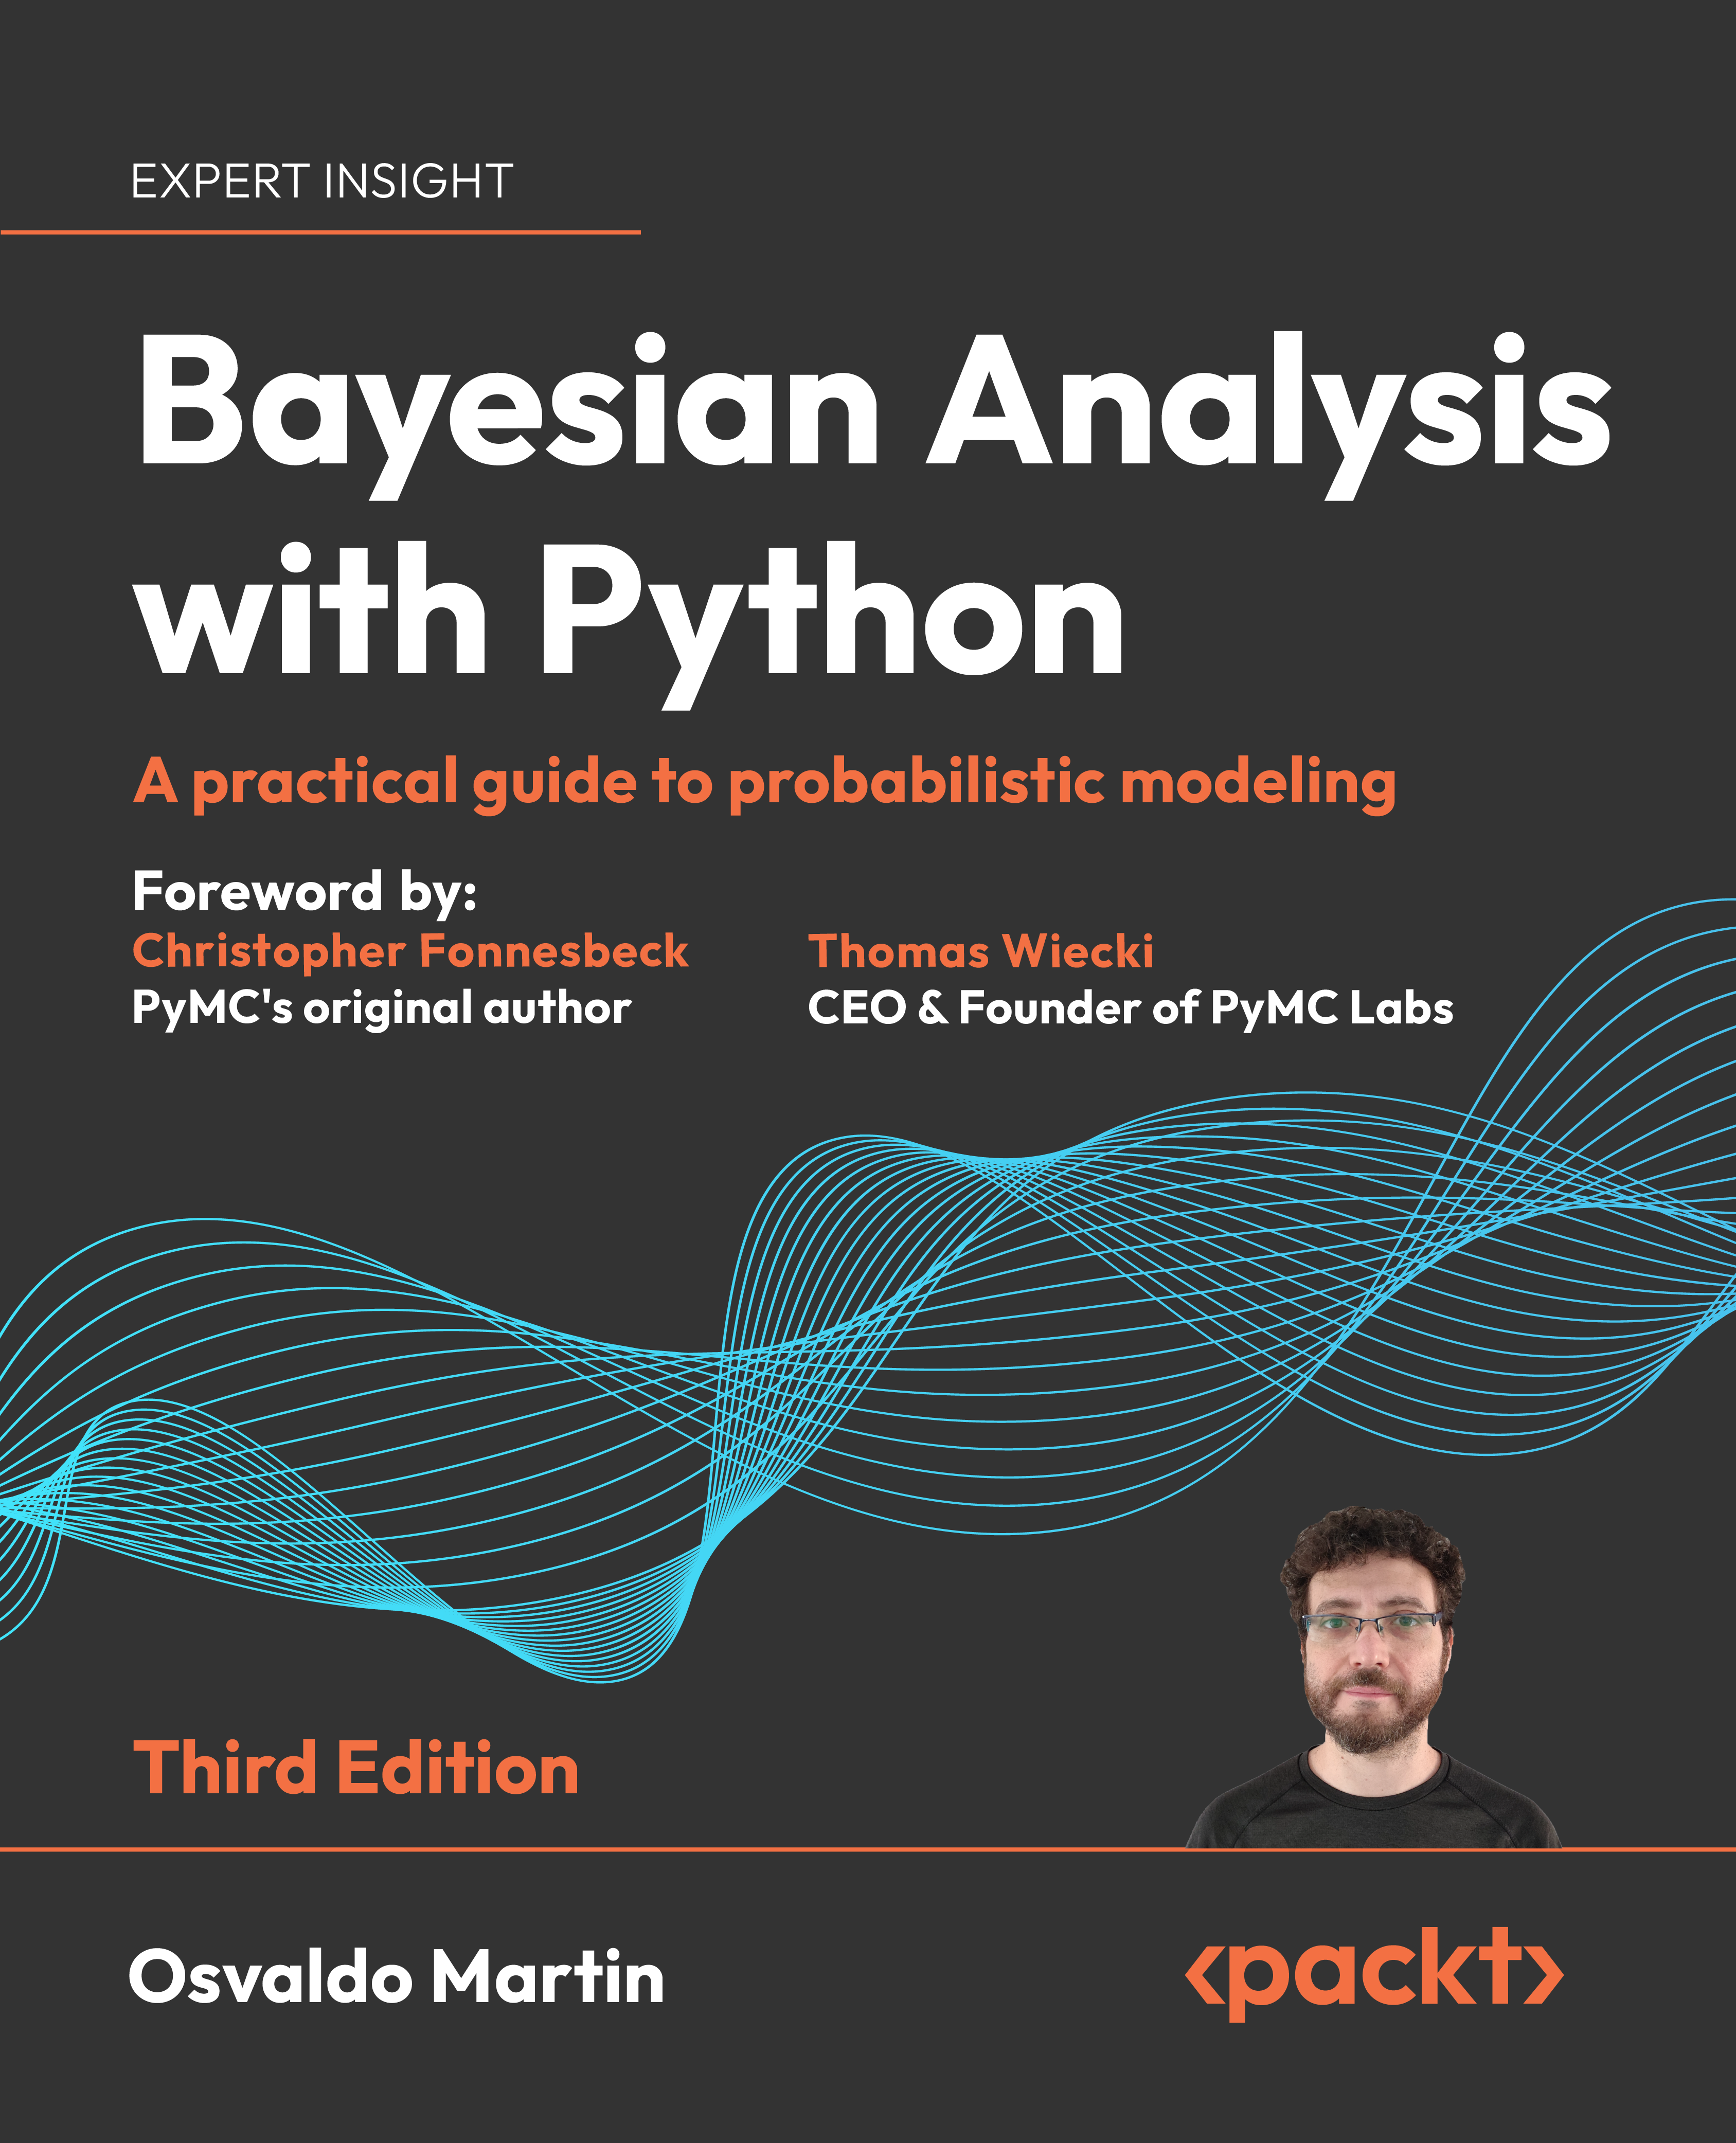 EXPERT INSIGHT
Bayesian Analysis
with Python
A practical guide to probabilistic modeling
Foreword by:
Christopher Fonnesbeck
PyMC's original author
Thomas Wiecki
CEO & Founder of PyMC Labs
Third Edition
Osvaldo Martin
<packt>